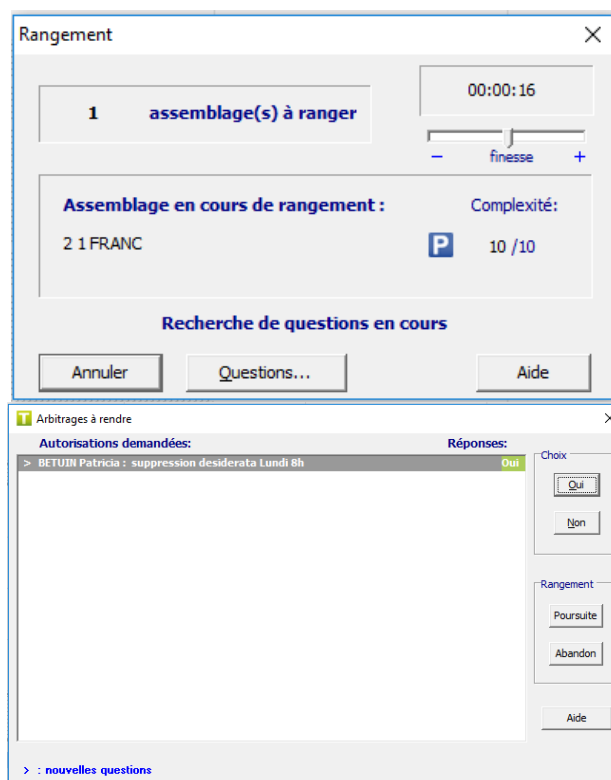 Rangement
00:00:16
1 assemblage(s) à ranger
− finesse +
Assemblage en cours de rangement : Complexité:
2 1 FRANC P 10 /10
Recherche de questions en cours
Annuler Questions... Aide
T Arbitrages à rendre
Autorisations demandées: Réponses:
> BETUIN Patricia : suppression desiderata Lundi 8h Oui
Choix
Oui
Non
Rangement
Poursuite
Abandon
Aide
> : nouvelles questions